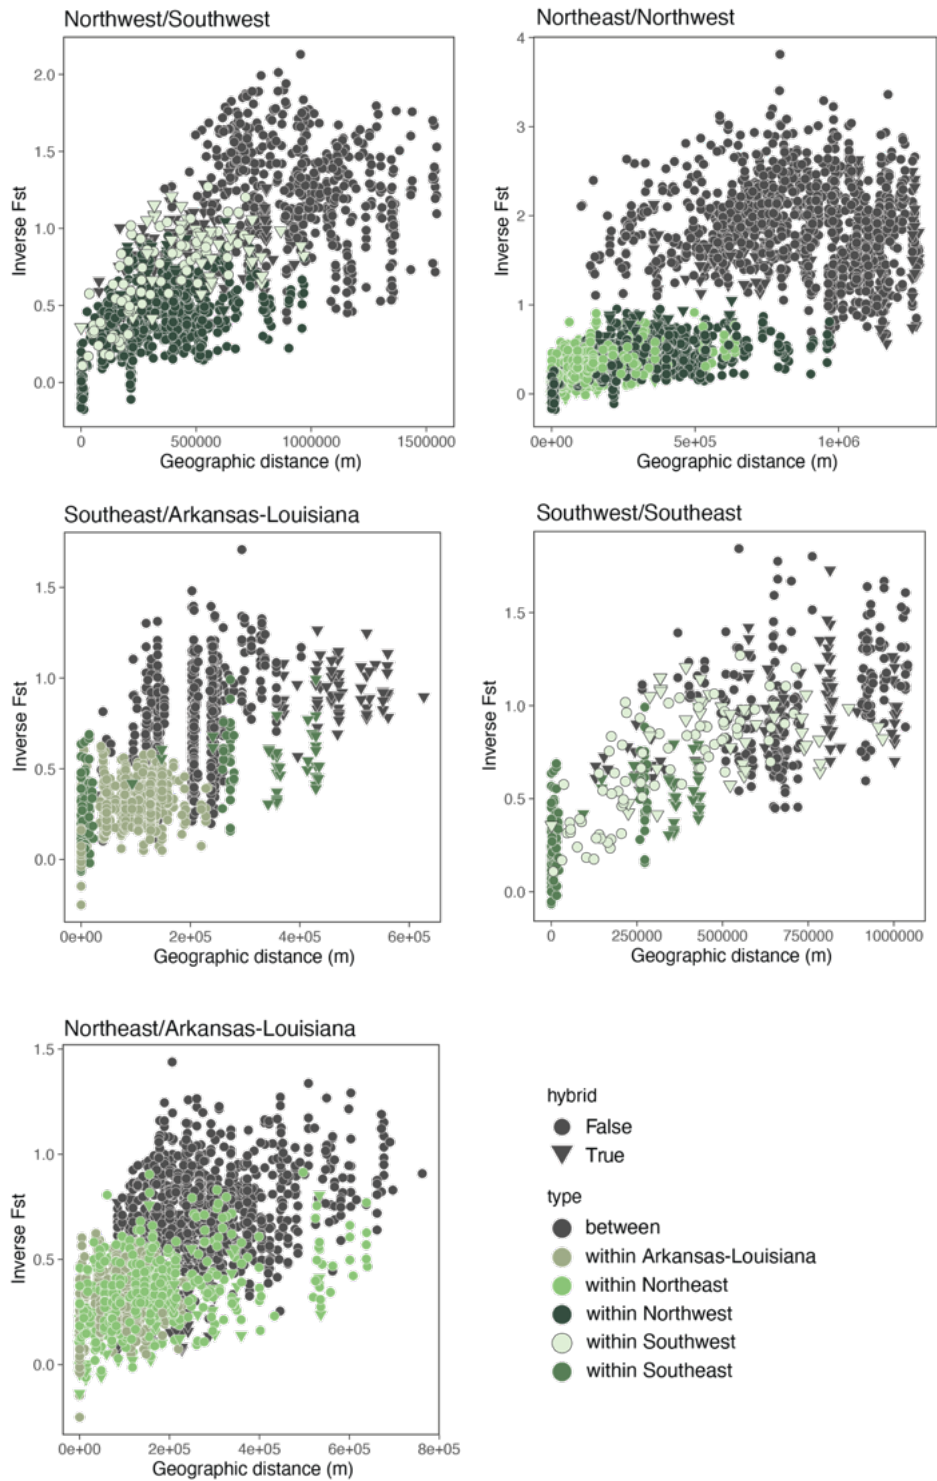 Northwest/Southwest
Inverse Fst
2.0
1.5
1.0
0.5
0.0
0
500000
1000000
1500000
Geographic distance (m)
Northeast/Northwest
Inverse Fst
4
3
2
1
0
0e+00
5e+05
1e+06
Geographic distance (m)
Southeast/Arkansas-Louisiana
Inverse Fst
1.5
1.0
0.5
0.0
0e+00
2e+05
4e+05
6e+05
Geographic distance (m)
Southwest/Southeast
Inverse Fst
1.5
1.0
0.5
0.0
0
250000
500000
750000
1000000
Geographic distance (m)
Northeast/Arkansas-Louisiana
Inverse Fst
1.5
1.0
0.5
0.0
0e+00
2e+05
4e+05
6e+05
8e+05
Geographic distance (m)
hybrid
False
True
type
between
within Arkansas-Louisiana
within Northeast
within Northwest
within Southwest
within Southeast